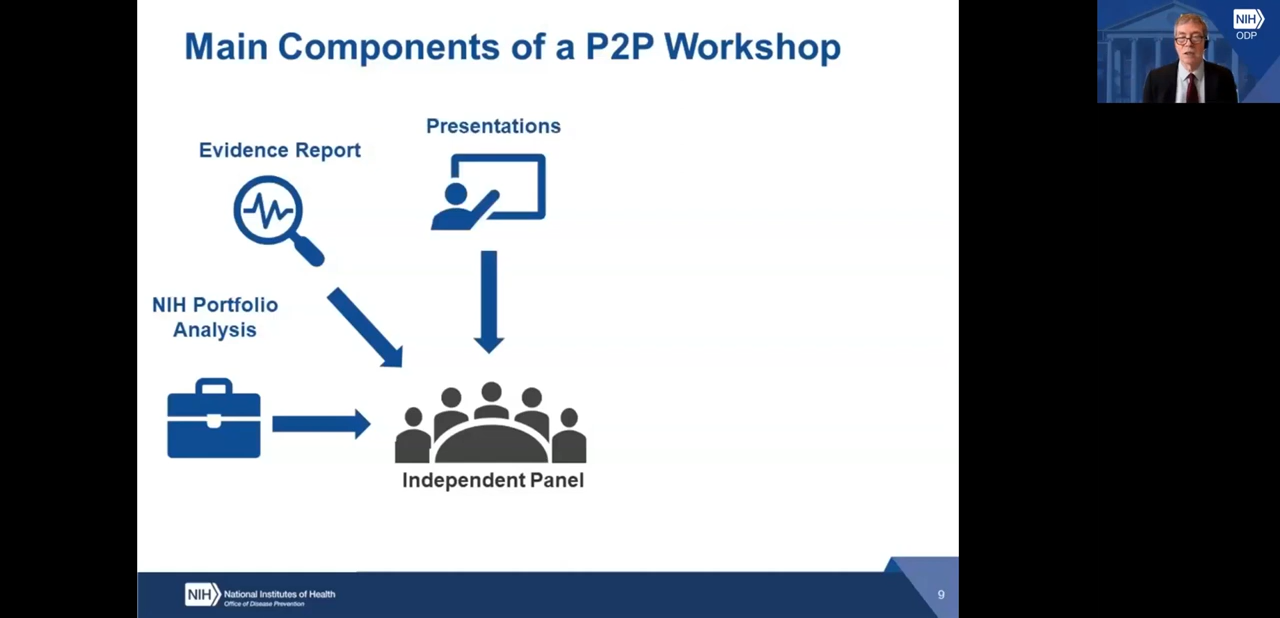 Main Components of a P2P Workshop
Presentations
Evidence Report
NIH Portfolio
Analysis
Independent Panel
NIH National Institutes of Health
Office of Disease Prevention
9
NIH
ODP